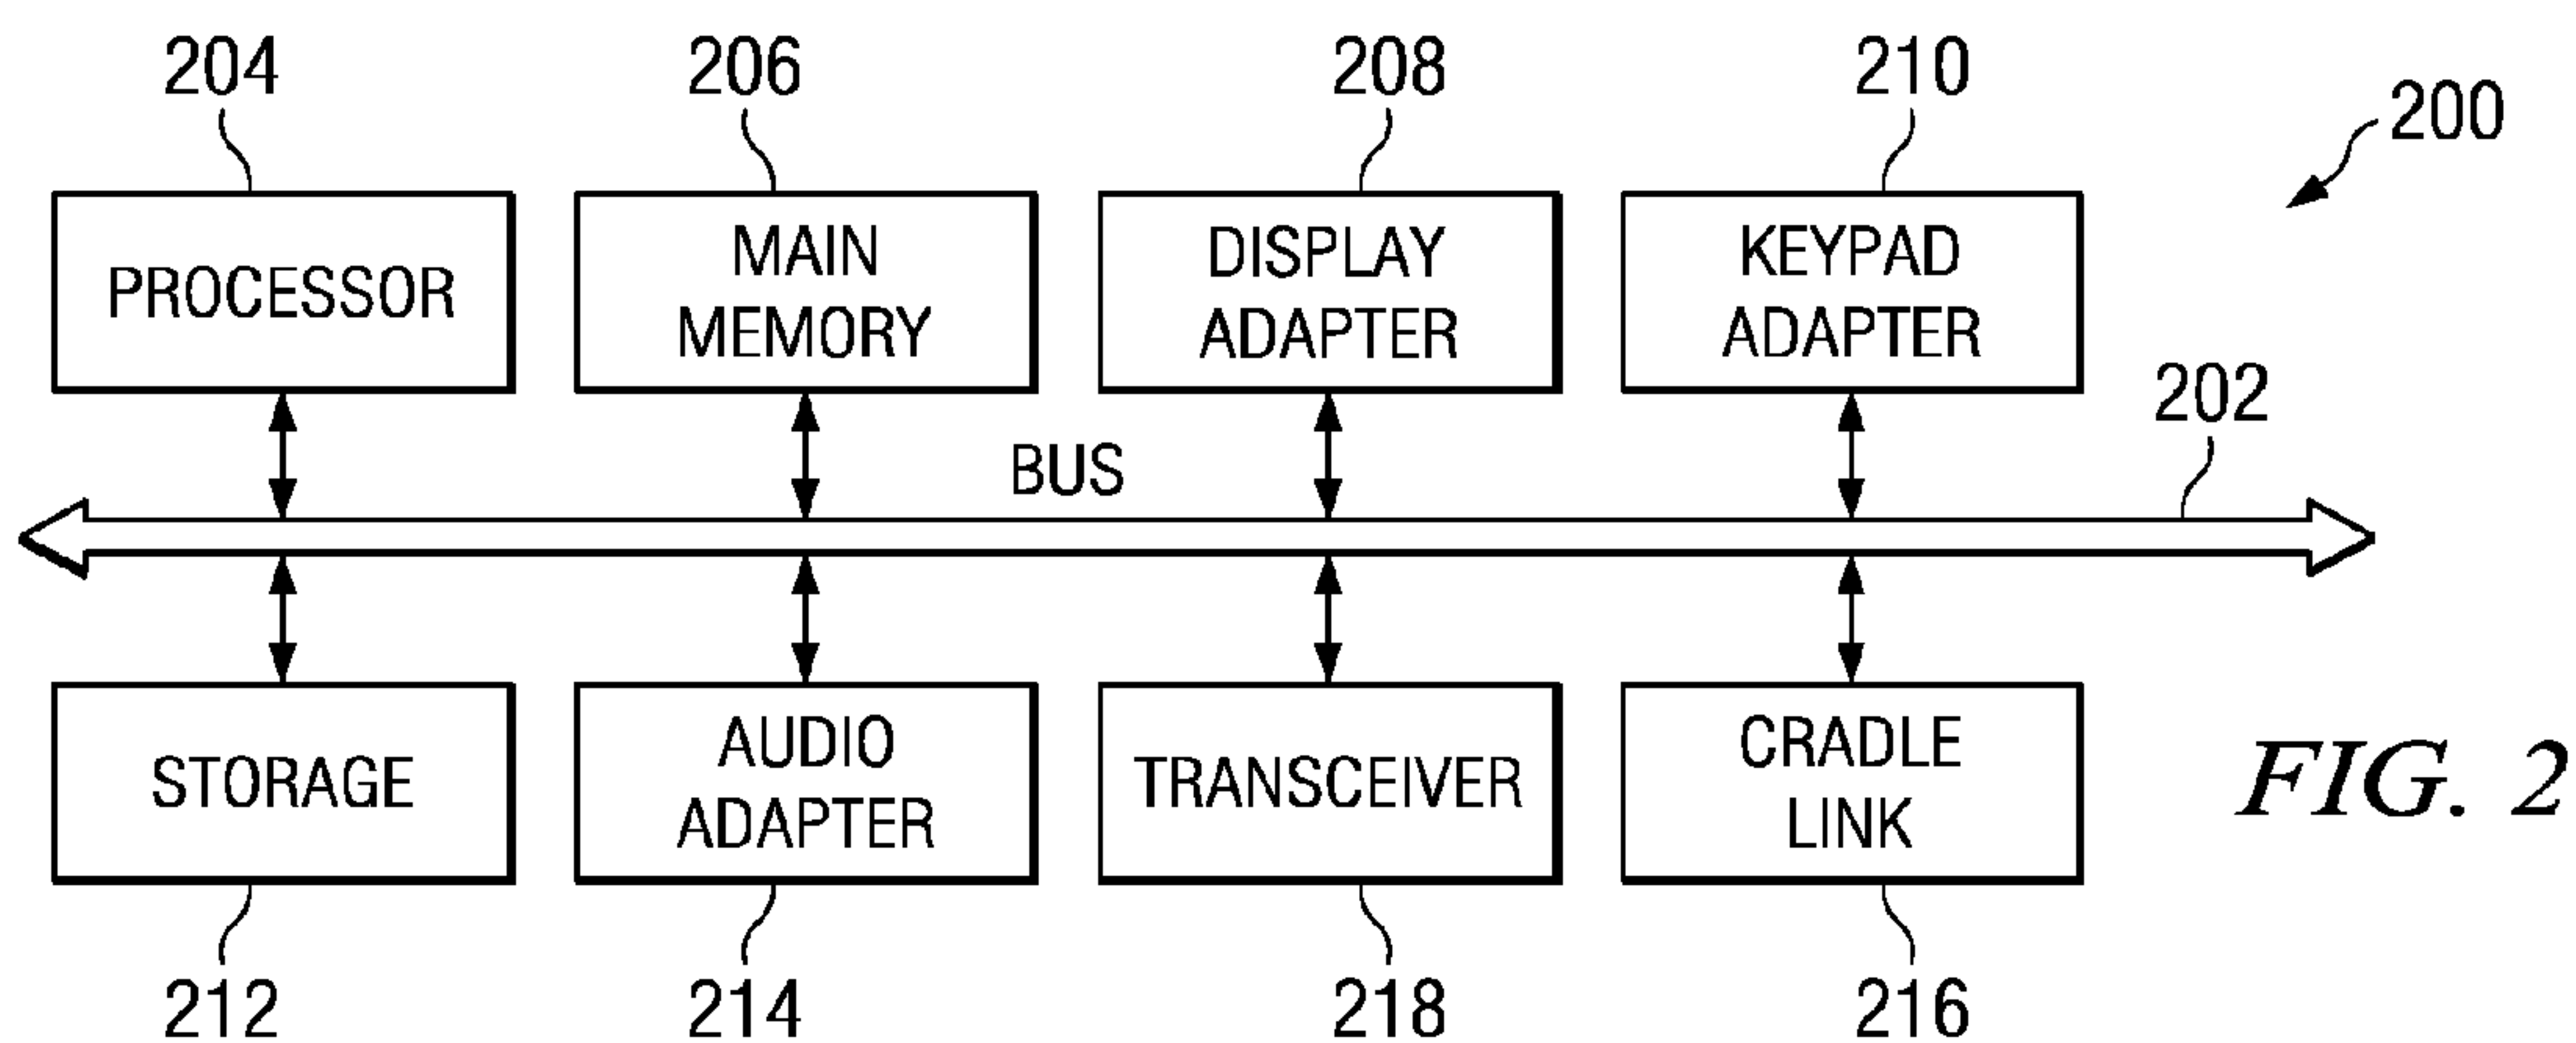 204 206 208 210
200
PROCESSOR
MAIN
MEMORY
DISPLAY
ADAPTER
KEYPAD
ADAPTER
202
BUS
STORAGE
AUDIO
ADAPTER
TRANSCEIVER
CRADLE
LINK
FIG. 2
212 214 218 216